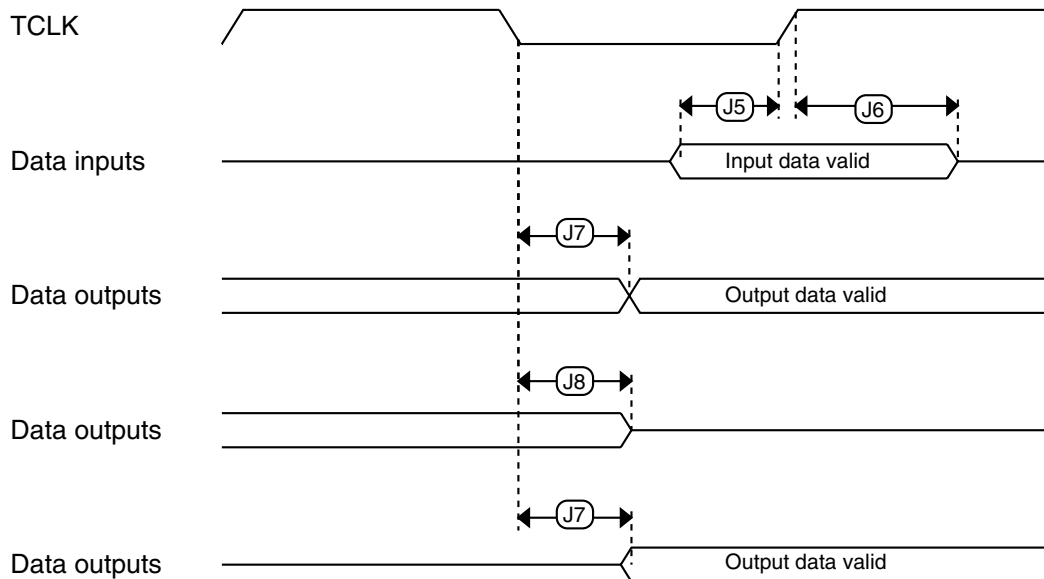 TCLK
J5
J6
Data inputs
Input data valid
J7
Data outputs
Output data valid
J8
Data outputs
J7
Data outputs
Output data valid